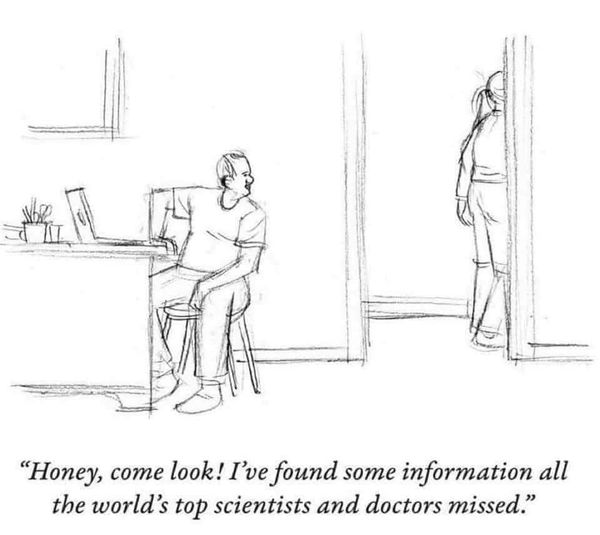 “Honey, come look! I’ve found some information all
the world’s top scientists and doctors missed.”